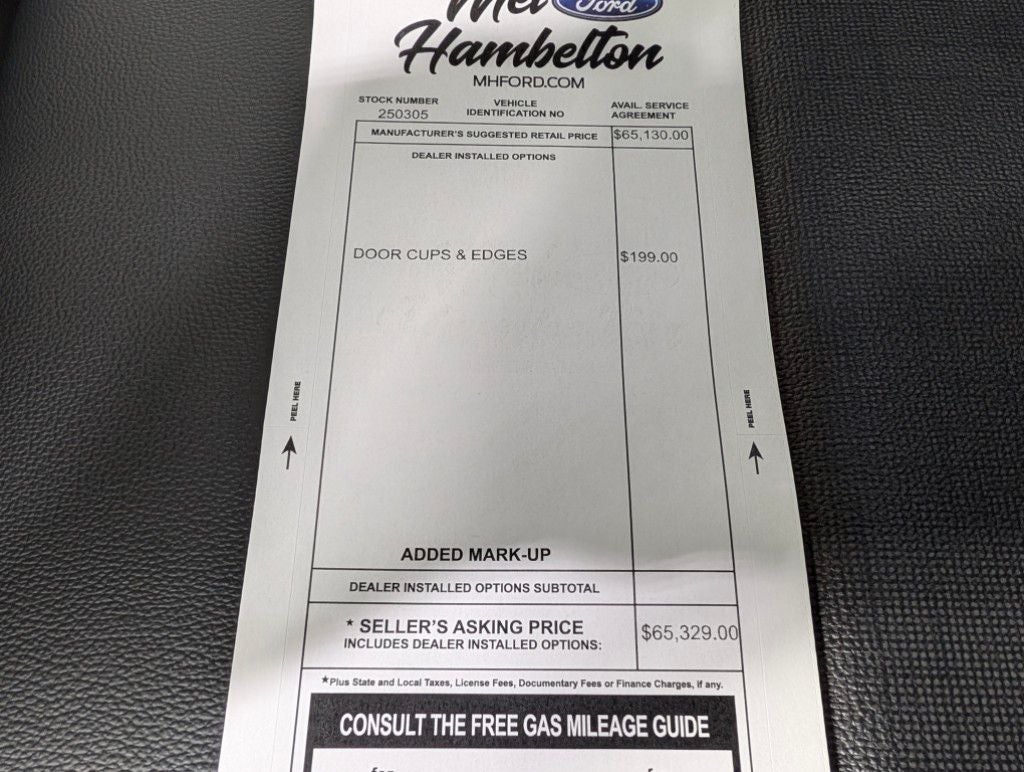 Mel Ford
Hambelton
MHFORD.COM
STOCK NUMBER
250305
VEHICLE
IDENTIFICATION NO
AVAIL. SERVICE
AGREEMENT
MANUFACTURER'S SUGGESTED RETAIL PRICE $65,130.00
DEALER INSTALLED OPTIONS
DOOR CUPS & EDGES $199.00
PEEL HERE
PEEL HERE
ADDED MARK-UP
DEALER INSTALLED OPTIONS SUBTOTAL
* SELLER'S ASKING PRICE
INCLUDES DEALER INSTALLED OPTIONS:
$65,329.00
*Plus State and Local Taxes, License Fees, Documentary Fees or Finance Charges, if any.
CONSULT THE FREE GAS MILEAGE GUIDE